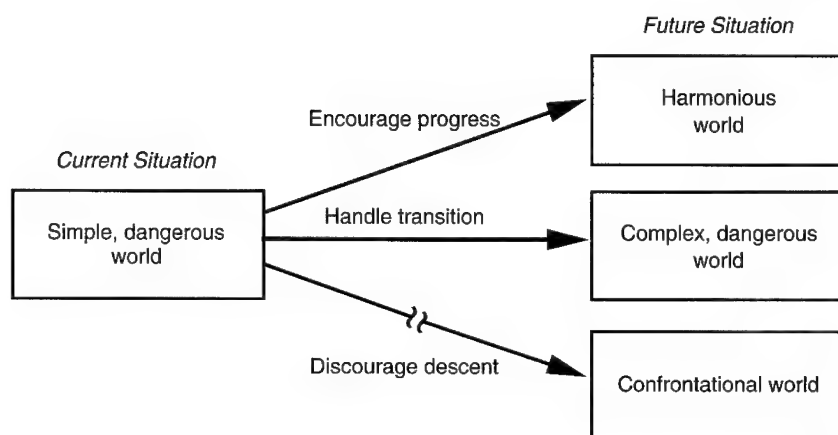 Future Situation
Harmonious
world
Encourage progress
Current Situation
Simple, dangerous
world
Handle transition
Complex, dangerous
world
Discourage descent
Confrontational world